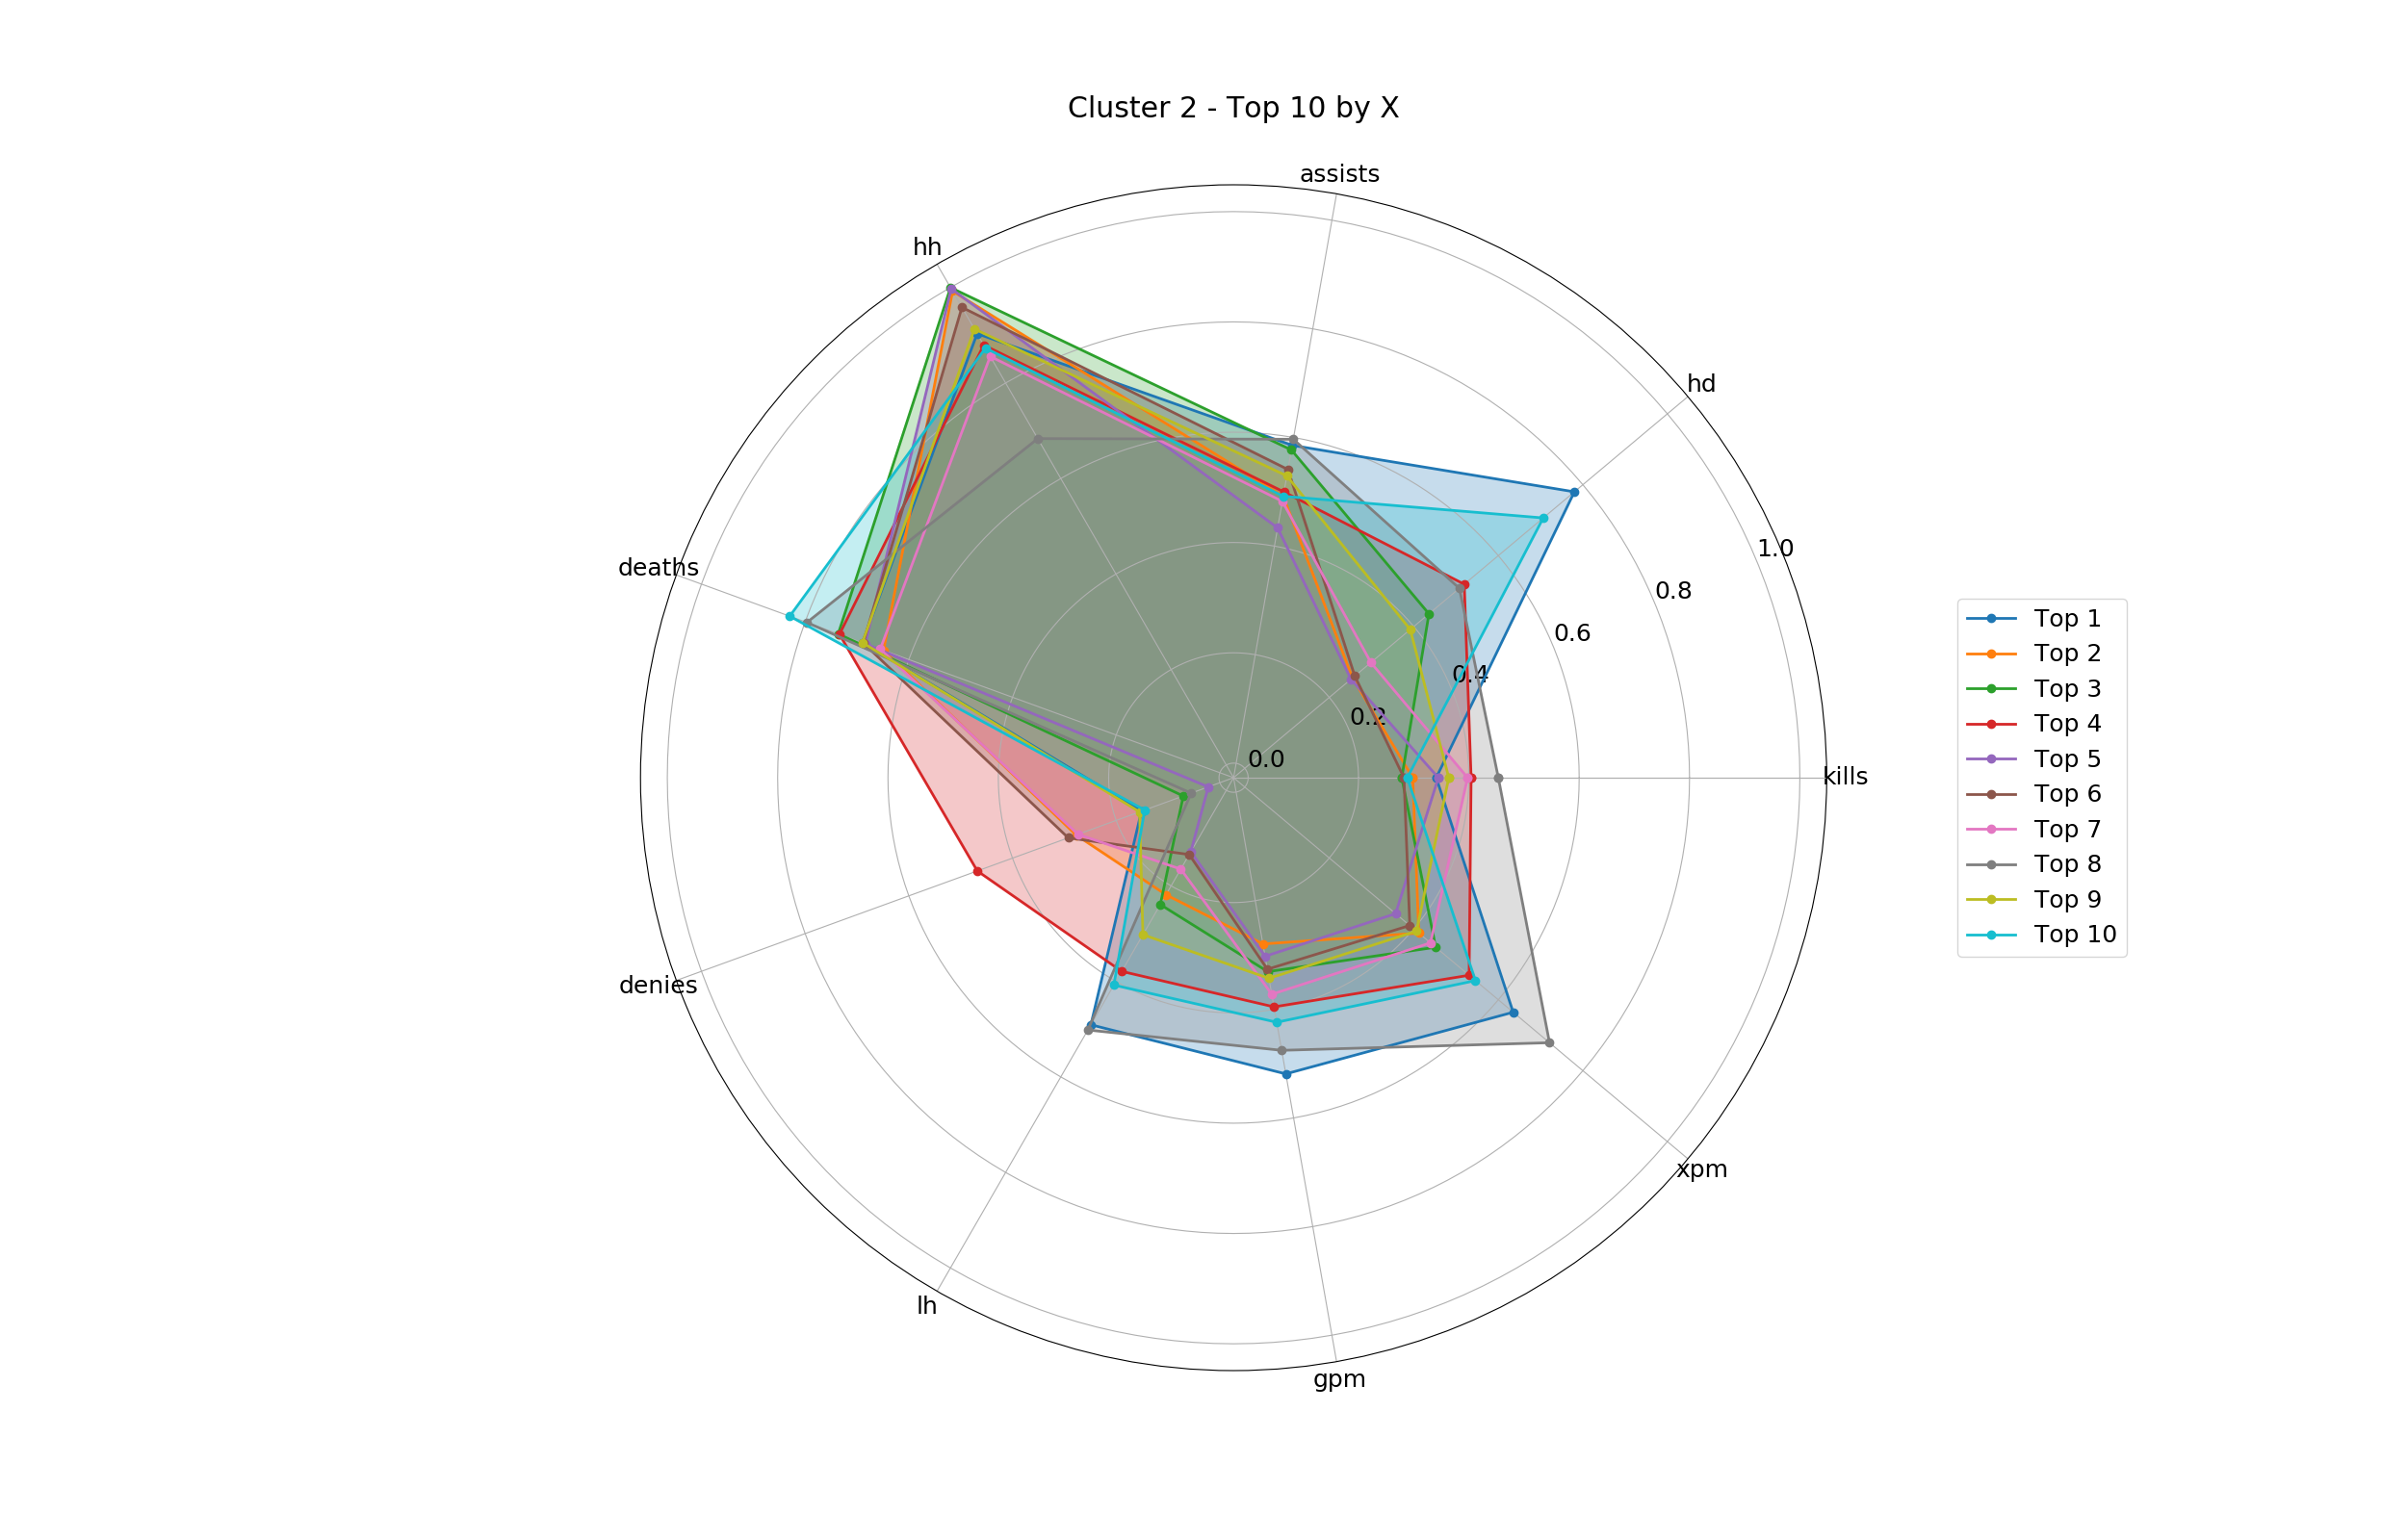 Cluster 2 - Top 10 by X
assists
hh
hd
deaths
1.0
0.8
0.6
0.4
0.2
0.0
kills
denies
xpm
lh
gpm
Top 1
Top 2
Top 3
Top 4
Top 5
Top 6
Top 7
Top 8
Top 9
Top 10